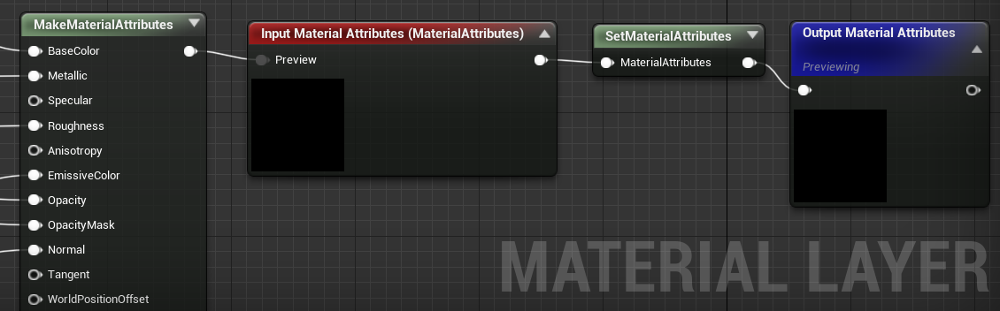 MakeMaterialAttributes
BaseColor
Metallic
Specular
Roughness
Anisotropy
EmissiveColor
Opacity
OpacityMask
Normal
Tangent
WorldPositionOffset
Input Material Attributes (MaterialAttributes)
Preview
SetMaterialAttributes
MaterialAttributes
Output Material Attributes
Previewing
MATERIAL LAYER